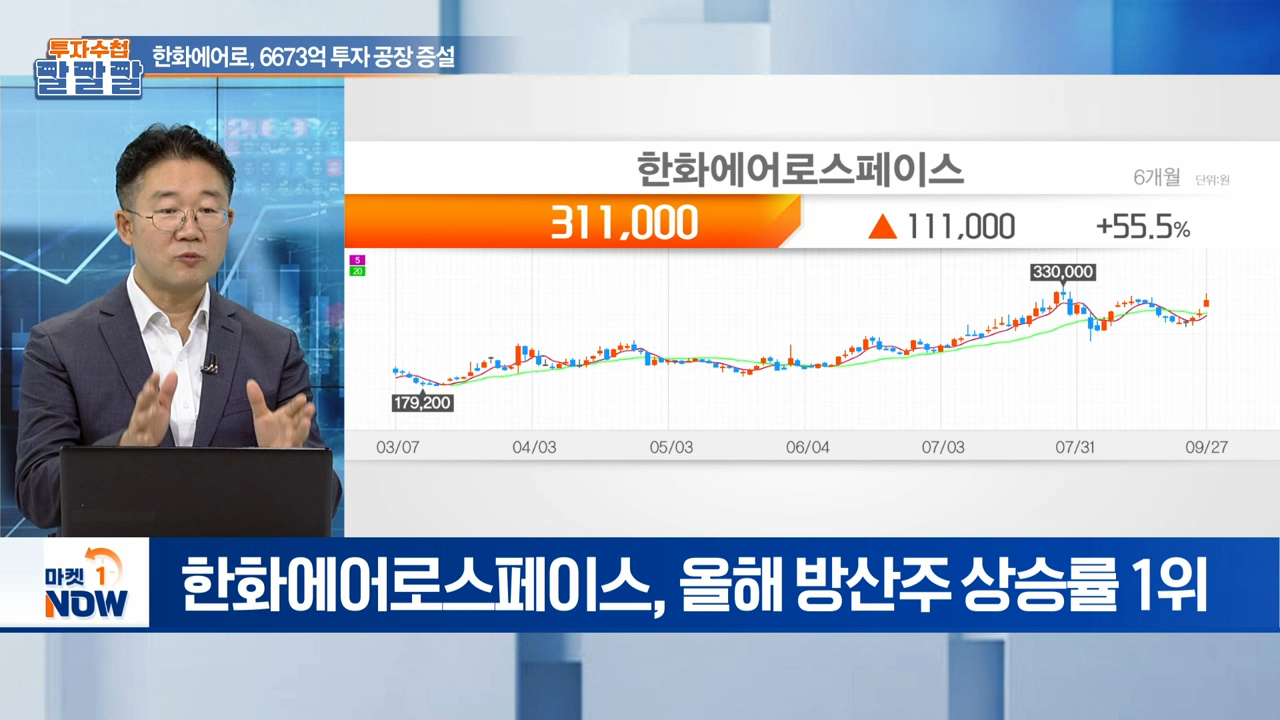 투자수첩
팔팔팔
한화에어로, 6673억 투자 공장 증설
한화에어로스페이스
6개월 단위:원
311,000 ▲ 111,000 +55.5%
5
20
330,000
179,200
03/07 04/03 05/03 06/04 07/03 07/31 09/27
마켓 1
NOW
한화에어로스페이스, 올해 방산주 상승률 1위